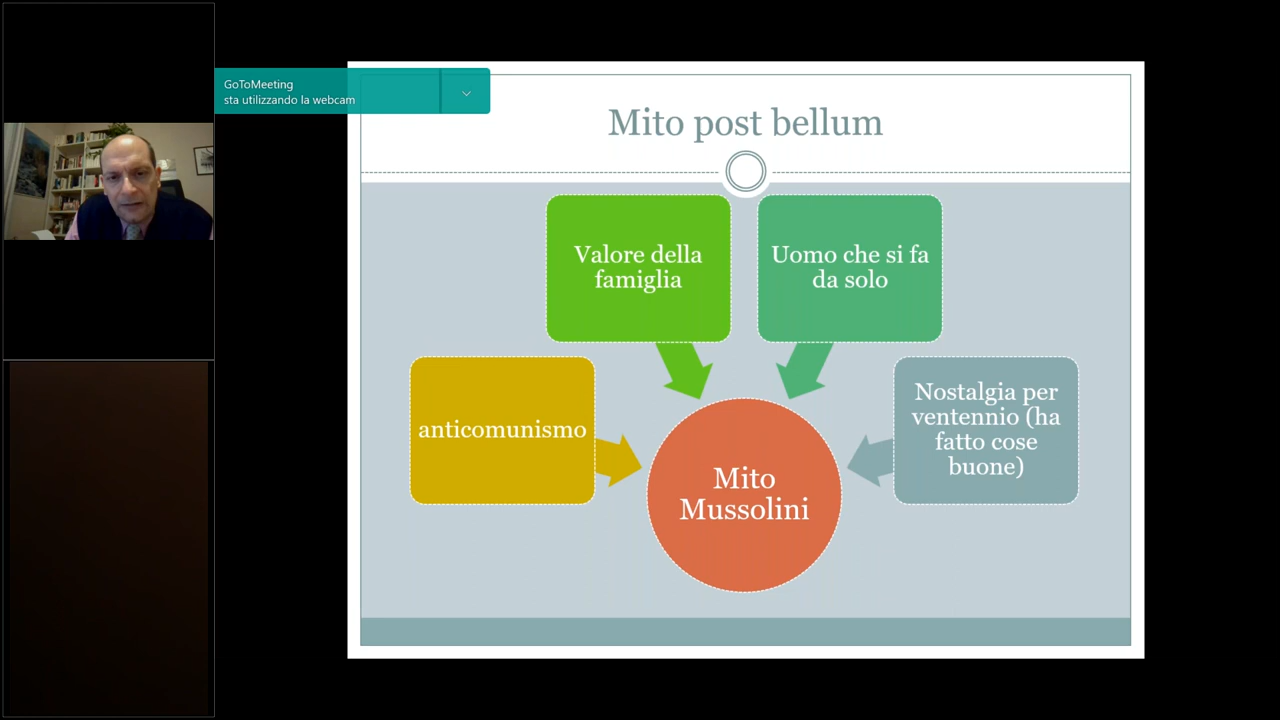 GoToMeeting
sta utilizzando la webcam
Mito post bellum
Valore della
famiglia
Uomo che si fa
da solo
anticomunismo
Nostalgia per
ventennio (ha
fatto cose
buone)
Mito
Mussolini